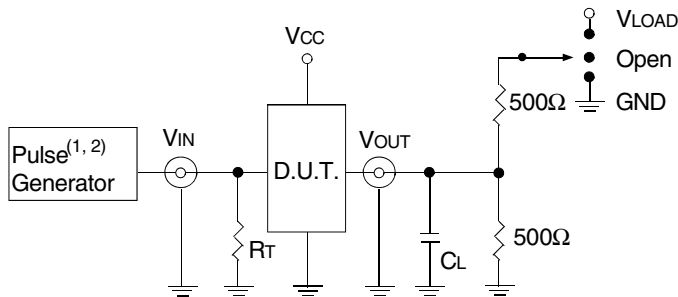 VLOAD
VCC
Open
500Ω
GND
Pulse(1, 2)
Generator
VIN
D.U.T.
VOUT
RT
CL
500Ω